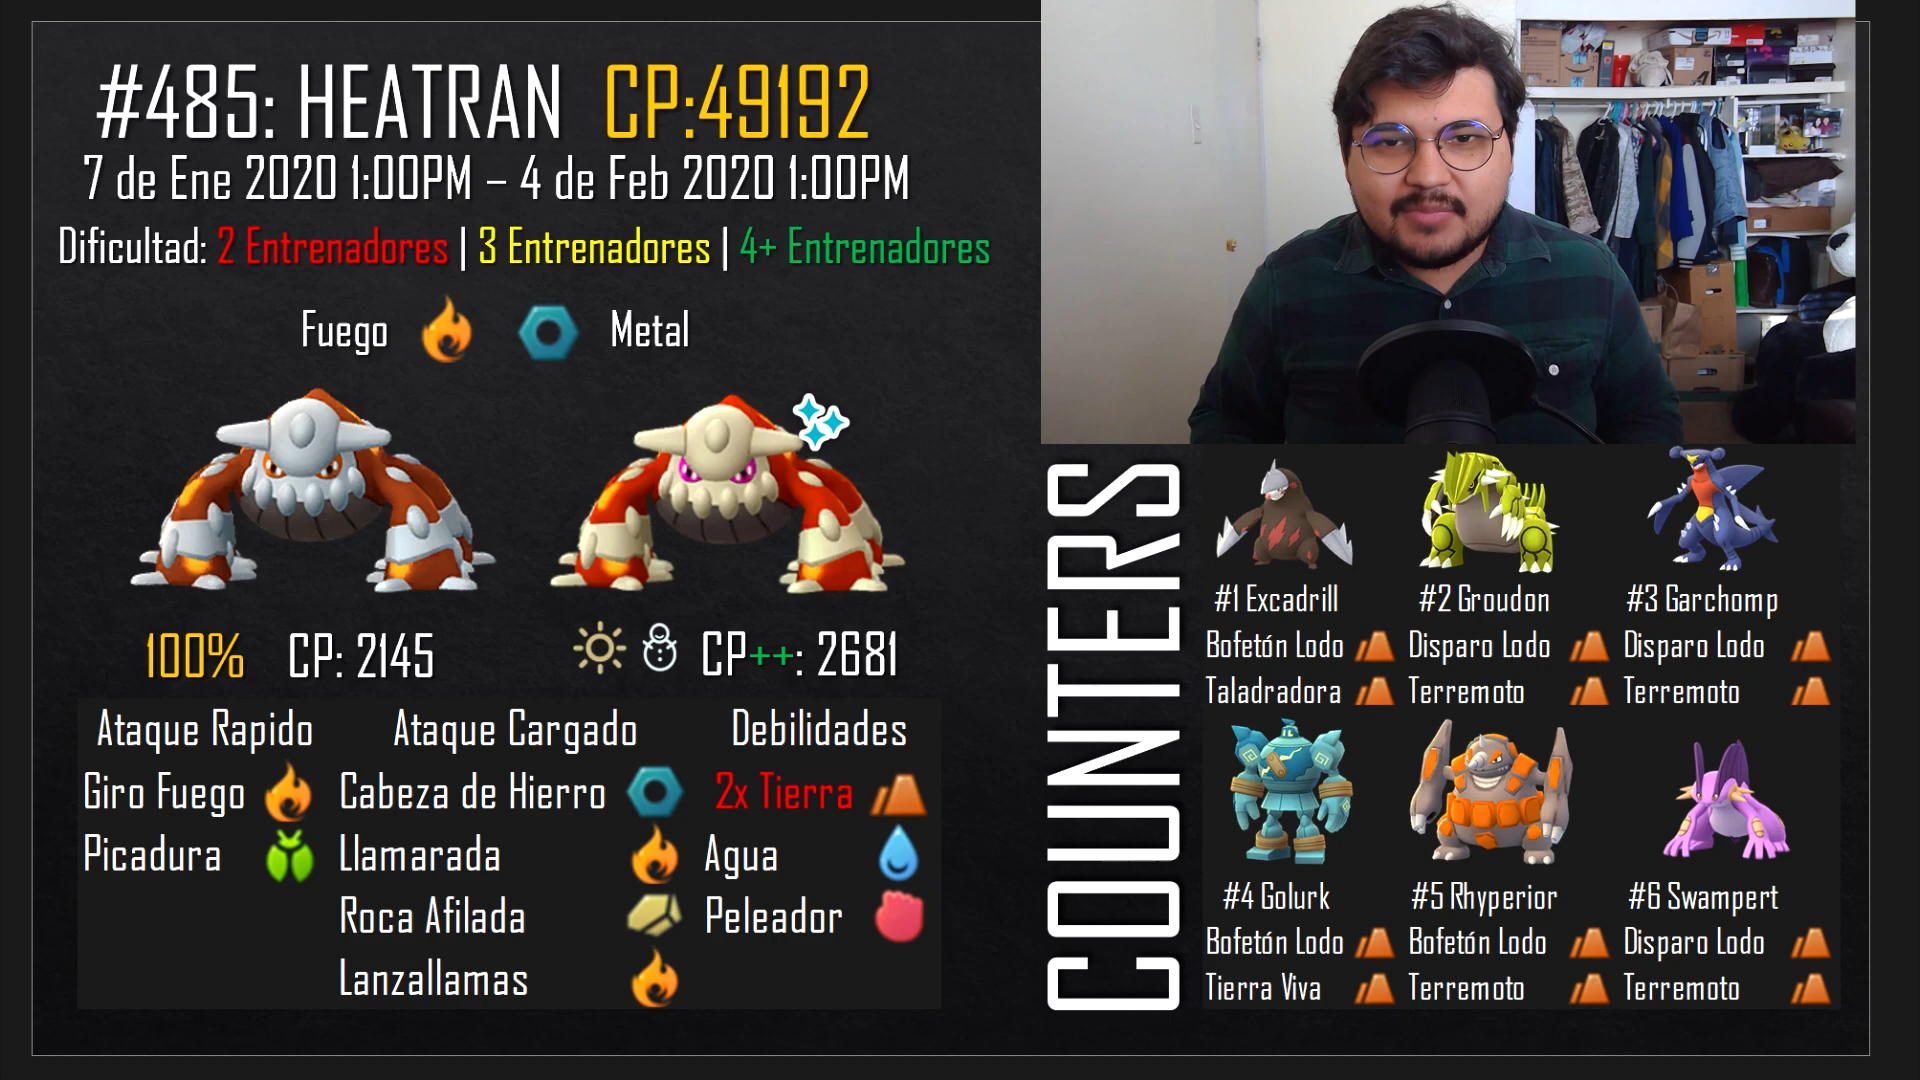 #485: HEATRAN CP:49192
7 de Ene 2020 1:00PM – 4 de Feb 2020 1:00PM
Dificultad: 2 Entrenadores | 3 Entrenadores | 4+ Entrenadores
Fuego Metal
100% CP: 2145 CP++: 2681
Ataque Rapido
Giro Fuego
Picadura
Ataque Cargado
Cabeza de Hierro
Llamarada
Roca Afilada
Lanzallamas
Debilidades
2x Tierra
Agua
Peleador
COUNTERS
#1 Excadrill
Bofetón Lodo
Taladradora
#2 Groudon
Disparo Lodo
Terremoto
#3 Garchomp
Disparo Lodo
Terremoto
#4 Golurk
Bofetón Lodo
Tierra Viva
#5 Rhyperior
Bofetón Lodo
Terremoto
#6 Swampert
Disparo Lodo
Terremoto